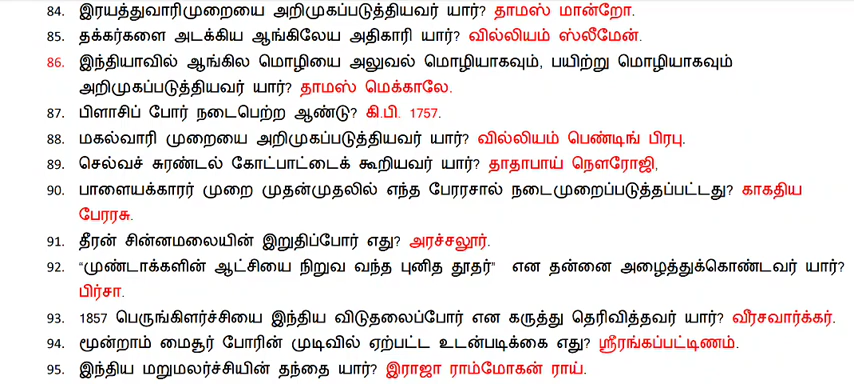 84. இரயத்துவாரிமுறையை அறிமுகப்படுத்தியவர் யார்? தாமஸ் மான்றோ.
85. தக்கர்களை அடக்கிய ஆங்கிலேய அதிகாரி யார்? வில்லியம் ஸ்லீமேன்.
86. இந்தியாவில் ஆங்கில மொழியை அலுவல் மொழியாகவும், பயிற்று மொழியாகவும்
அறிமுகப்படுத்தியவர் யார்? தாமஸ் மெக்காலே.
87. பிளாசிப் போர் நடைபெற்ற ஆண்டு? கி.பி. 1757.
88. மகல்வாரி முறையை அறிமுகப்படுத்தியவர் யார்? வில்லியம் பெண்டிங் பிரபு.
89. செல்வச் சுரண்டல் கோட்பாட்டைக் கூறியவர் யார்? தாதாபாய் நௌரோஜி,
90. பாளையக்காரர் முறை முதன்முதலில் எந்த பேரரசால் நடைமுறைப்படுத்தப்பட்டது? காகதிய
பேரரசு.
91. தீரன் சின்னமலையின் இறுதிப்போர் எது? அரச்சலூர்.
92. “முண்டாக்களின் ஆட்சியை நிறுவ வந்த புனித தூதர்” என தன்னை அழைத்துக்கொண்டவர் யார்?
பிர்சா.
93. 1857 பெருங்கிளர்ச்சியை இந்திய விடுதலைப்போர் என கருத்து தெரிவித்தவர் யார்? வீரசவார்க்கர்.
94. மூன்றாம் மைசூர் போரின் முடிவில் ஏற்பட்ட உடன்படிக்கை எது? ஸ்ரீரங்கப்பட்டிணம்.
95. இந்திய மறுமலர்ச்சியின் தந்தை யார்? இராஜா ராம்மோகன் ராய்.